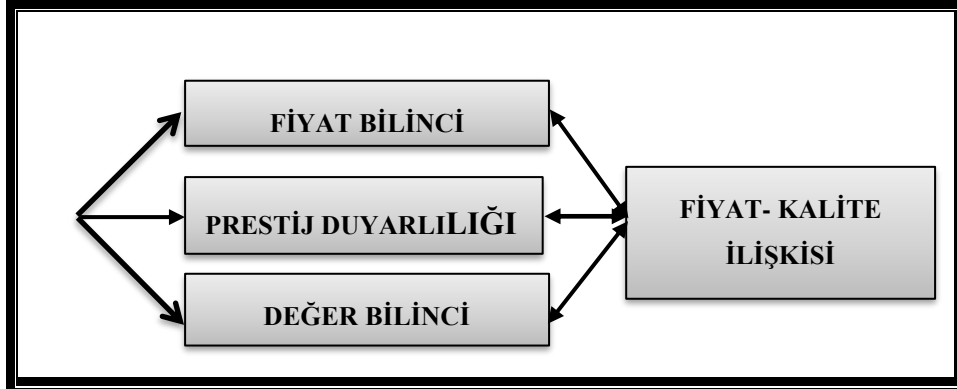 FİYAT BİLİNCİ
PRESTİJ DUYARLILIĞI
DEĞER BİLİNCİ
FİYAT- KALİTE
İLİŞKİSİ